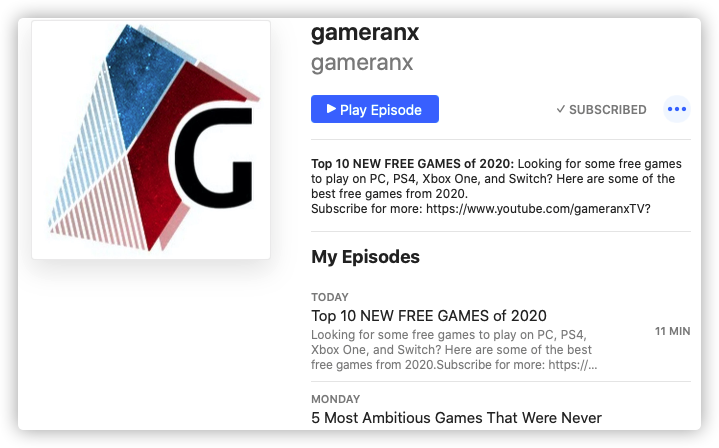 G
gameranx
gameranx
Play Episode
✓ SUBSCRIBED
Top 10 NEW FREE GAMES of 2020: Looking for some free games
to play on PC, PS4, Xbox One, and Switch? Here are some of the
best free games from 2020.
Subscribe for more: https://www.youtube.com/gameranxTV?
My Episodes
TODAY
Top 10 NEW FREE GAMES of 2020
Looking for some free games to play on PC, PS4,
Xbox One, and Switch? Here are some of the best
free games from 2020.Subscribe for more: https://...
11 MIN
MONDAY
5 Most Ambitious Games That Were Never